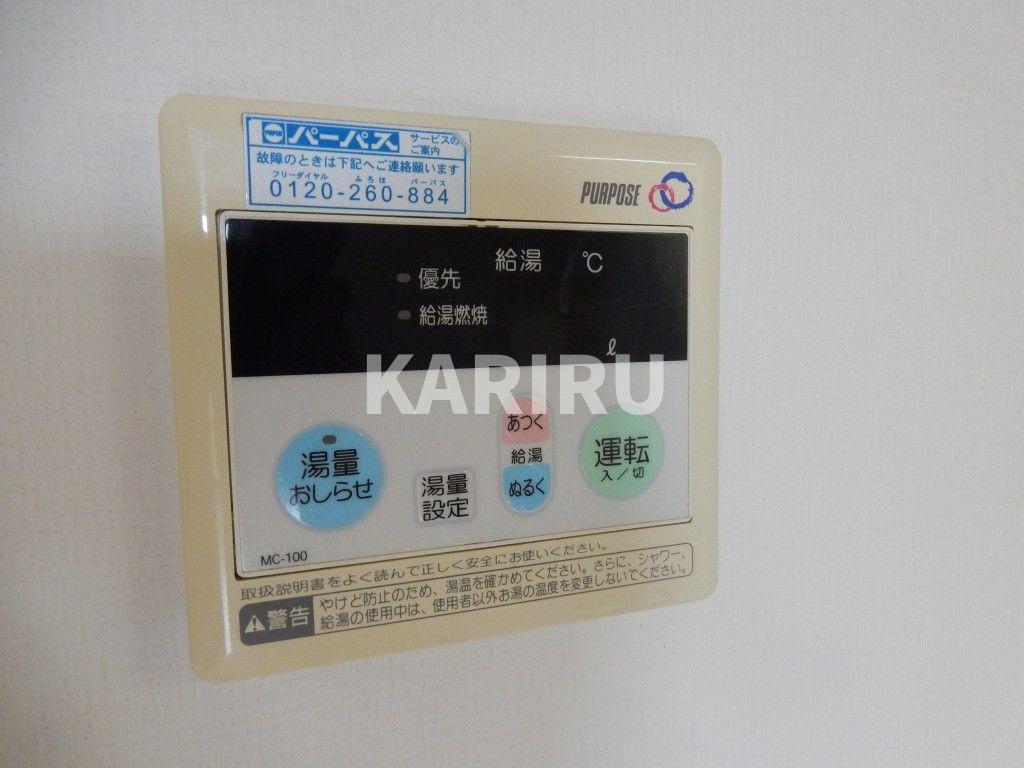 パーパス サービスの
ご案内
故障のときは下記へご連絡願います
フリーダイヤル ふろは パーパス
0120-260-884
PURPOSE
給湯 ℃
優先
給湯燃焼
ℓ
KARIRU
湯量
おしらせ
湯量
設定
あつく
給湯
ぬるく
運転
入/切
MC-100
取扱説明書をよく読んで正しく安全にお使いください。
警告
やけど防止のため、湯温を確かめてください。さらに、シャワー、
給湯の使用中は、使用者以外お湯の温度を変更しないでください。